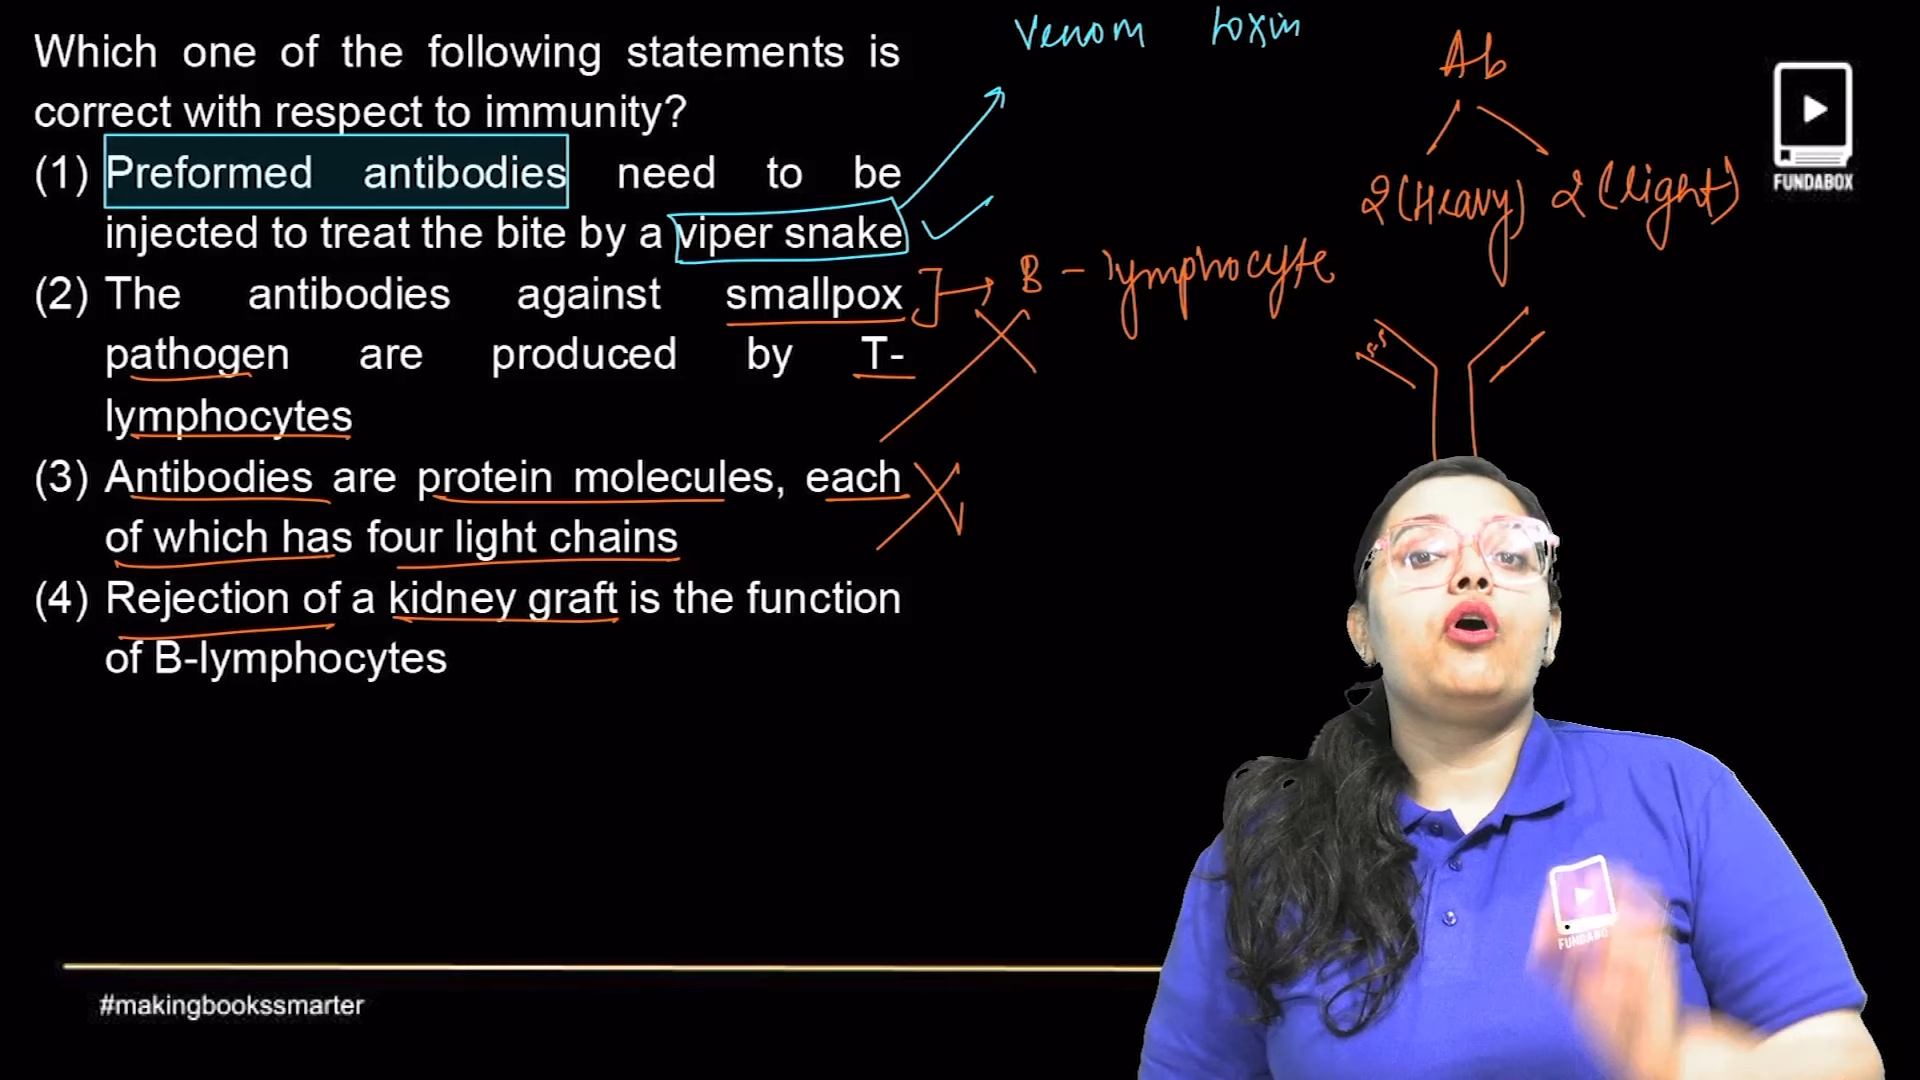 Which one of the following statements is
correct with respect to immunity?
(1) Preformed antibodies need to be
injected to treat the bite by a viper snake
(2) The antibodies against smallpox
pathogen are produced by T-
lymphocytes
(3) Antibodies are protein molecules, each
of which has four light chains
(4) Rejection of a kidney graft is the function
of B-lymphocytes
Venom toxin
Ab
2 (Heavy) 2 (light)
B - lymphocyte
FUNDABOX
FUNDABO
#makingbookssmarter